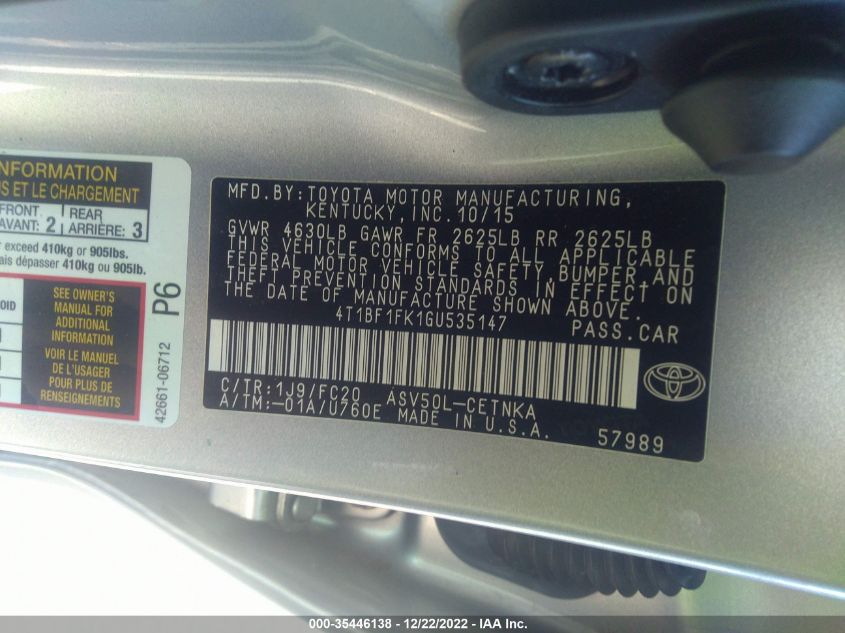 NFORMATION
S ET LE CHARGEMENT
FRONT
AVANT: 2
REAR
ARRIÈRE: 3
r exceed 410kg or 905lbs.
ais dépasser 410kg ou 905lb.
OID
SEE OWNER'S
MANUAL FOR
ADDITIONAL
INFORMATION
VOIR LE MANUEL
DE L'USAGER
POUR PLUS DE
RENSEIGNEMENTS
42661-06712 P6
MFD.BY:TOYOTA MOTOR MANUFACTURING,
KENTUCKY,INC.10/15
GVWR 4630LB GAWR FR 2625LB RR 2625LB
THIS VEHICLE CONFORMS TO ALL APPLICABLE
FEDERAL MOTOR VEHICLE SAFETY,BUMPER,AND
THEFT PREVENTION STANDARDS IN EFFECT ON
THE DATE OF MANUFACTURE SHOWN ABOVE.
4T1BF1FK1GU535147 PASS.CAR
C/TR:1J9/FC20 ASV50L-CETNKA
A/TM:-01A/U760E MADE IN U.S.A.
57989
000-35446138 - 12/22/2022 - IAA Inc.